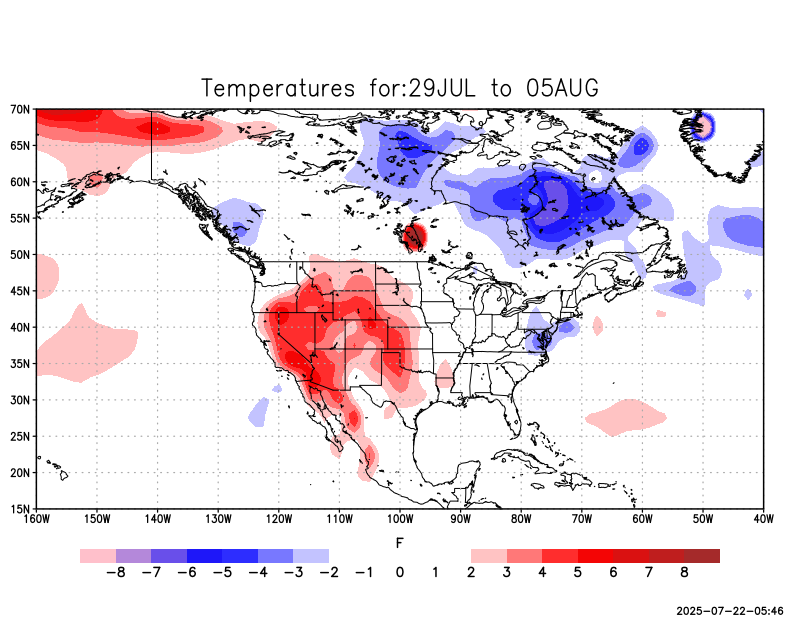 Temperatures for:29JUL to 05AUG
70N
65N
60N
55N
50N
45N
40N
35N
30N
25N
20N
15N
160W 150W 140W 130W 120W 110W 100W 90W 80W 70W 60W 50W 40W
F
-8 -7 -6 -5 -4 -3 -2 -1 0 1 2 3 4 5 6 7 8
2025-07-22-05:46